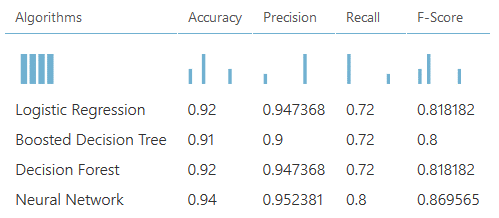 Algorithms Accuracy Precision Recall F-Score
Logistic Regression 0.92 0.947368 0.72 0.818182
Boosted Decision Tree 0.91 0.9 0.72 0.8
Decision Forest 0.92 0.947368 0.72 0.818182
Neural Network 0.94 0.952381 0.8 0.869565